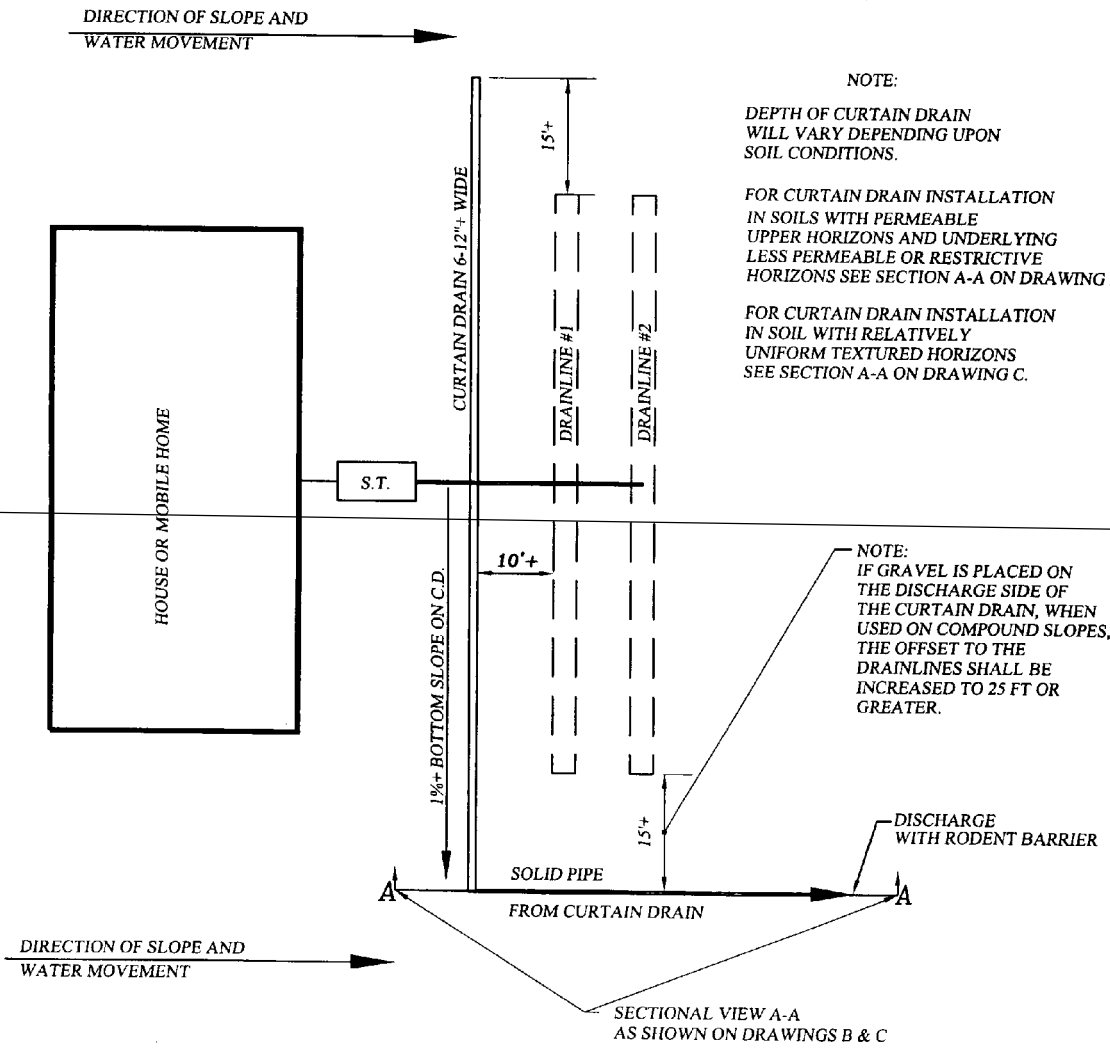 DIRECTION OF SLOPE AND
WATER MOVEMENT
NOTE:
DEPTH OF CURTAIN DRAIN
WILL VARY DEPENDING UPON
SOIL CONDITIONS.
FOR CURTAIN DRAIN INSTALLATION
IN SOILS WITH PERMEABLE
UPPER HORIZONS AND UNDERLYING
LESS PERMEABLE OR RESTRICTIVE
HORIZONS SEE SECTION A-A ON DRAWING
FOR CURTAIN DRAIN INSTALLATION
IN SOIL WITH RELATIVELY
UNIFORM TEXTURED HORIZONS
SEE SECTION A-A ON DRAWING C.
15'+
CURTAIN DRAIN 6-12"+ WIDE
DRAINLINE #1
DRAINLINE #2
HOUSE OR MOBILE HOME
S.T.
10'+
1%+ BOTTOM SLOPE ON C.D.
NOTE:
IF GRAVEL IS PLACED ON
THE DISCHARGE SIDE OF
THE CURTAIN DRAIN, WHEN
USED ON COMPOUND SLOPES,
THE OFFSET TO THE
DRAINLINES SHALL BE
INCREASED TO 25 FT OR
GREATER.
15'+
DISCHARGE
WITH RODENT BARRIER
A
SOLID PIPE
FROM CURTAIN DRAIN
A
DIRECTION OF SLOPE AND
WATER MOVEMENT
SECTIONAL VIEW A-A
AS SHOWN ON DRAWINGS B & C